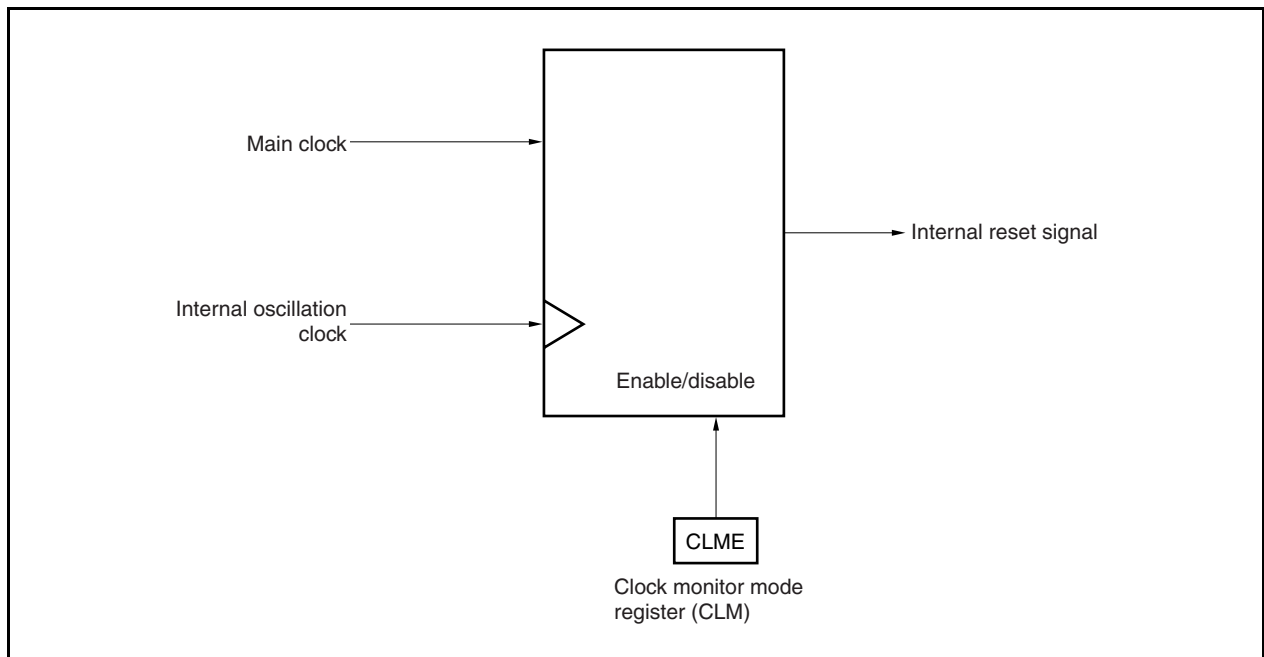 Main clock
Internal reset signal
Internal oscillation
clock
Enable/disable
CLME
Clock monitor mode
register (CLM)